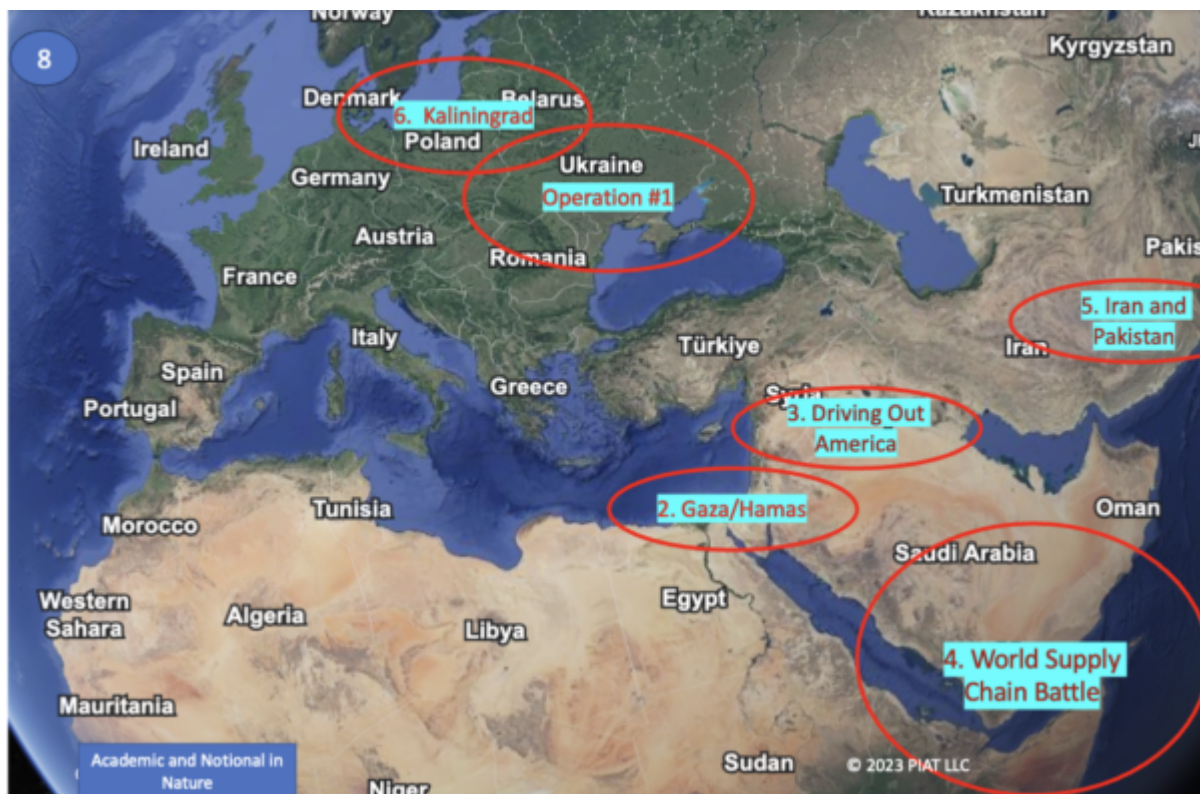 Norway
Kazakhstan
8
Kyrgyzstan
Denmark
Belarus
6. Kaliningrad
Ireland
Poland
Ukraine
Germany
Operation #1
Turkmenistan
Austria
Romania
Pakis
France
5. Iran and
Pakistan
Italy
Türkiye
Iran
Spain
Greece
Syria
Portugal
3. Driving Out
America
2. Gaza/Hamas
Tunisia
Oman
Morocco
Saudi Arabia
Western
Sahara
Algeria
Egypt
Libya
4. World Supply
Chain Battle
Mauritania
Academic and Notional in
Nature
Sudan
© 2023 PIAT LLC
Niger